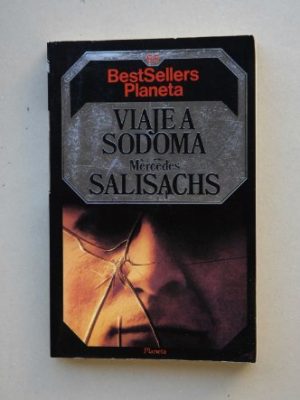 BestSellers
Planeta
VIAJE A
SODOMA
Mercedes
SALISACHS
Planeta